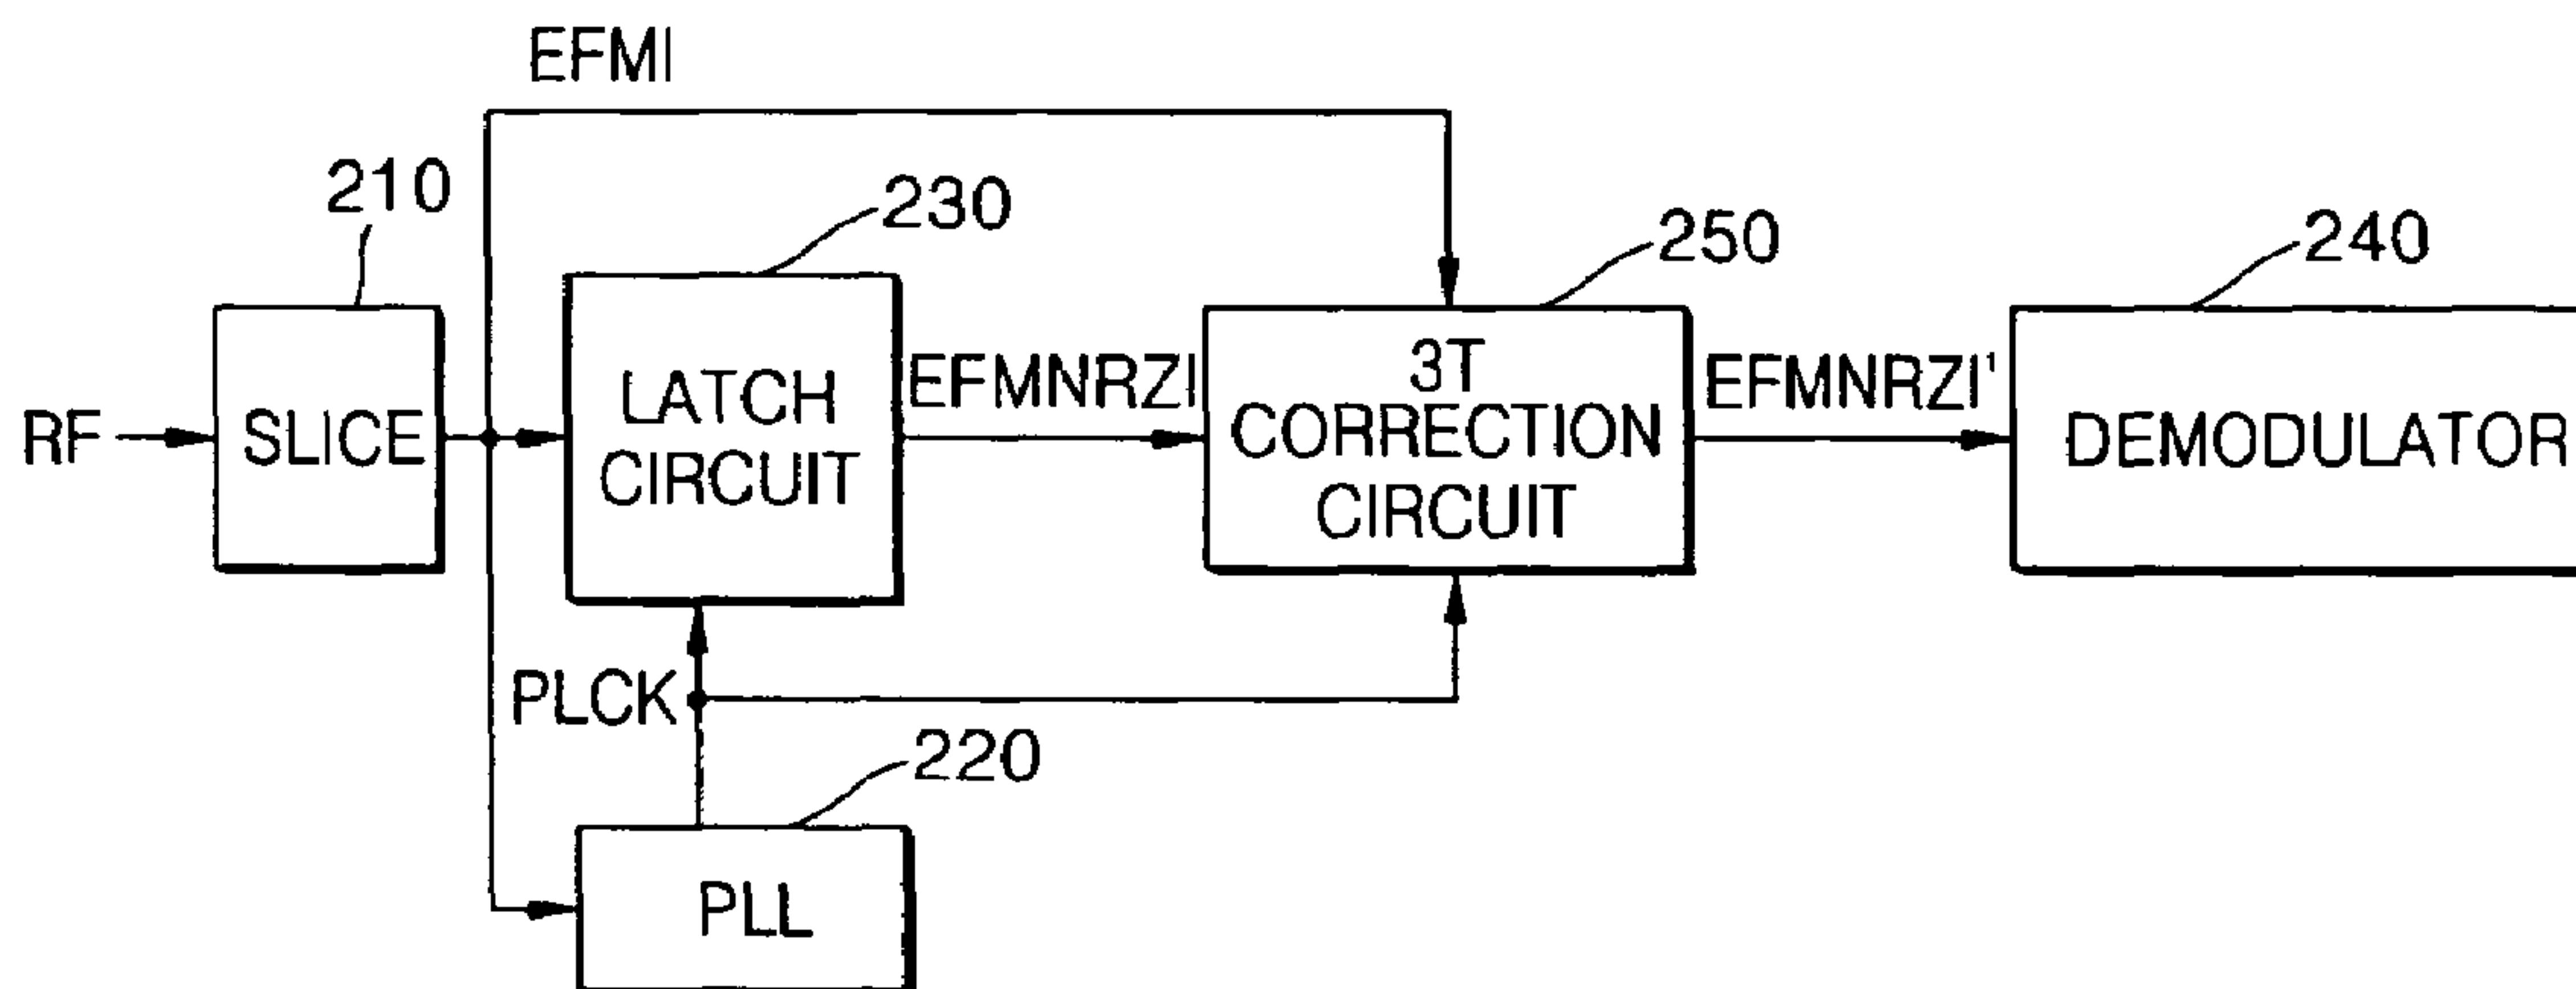 EFMI
210
230
250
240
RF
SLICE
LATCH
CIRCUIT
EFMNRZI
3T
CORRECTION
CIRCUIT
EFMNRZI'
DEMODULATOR
PLCK
220
PLL